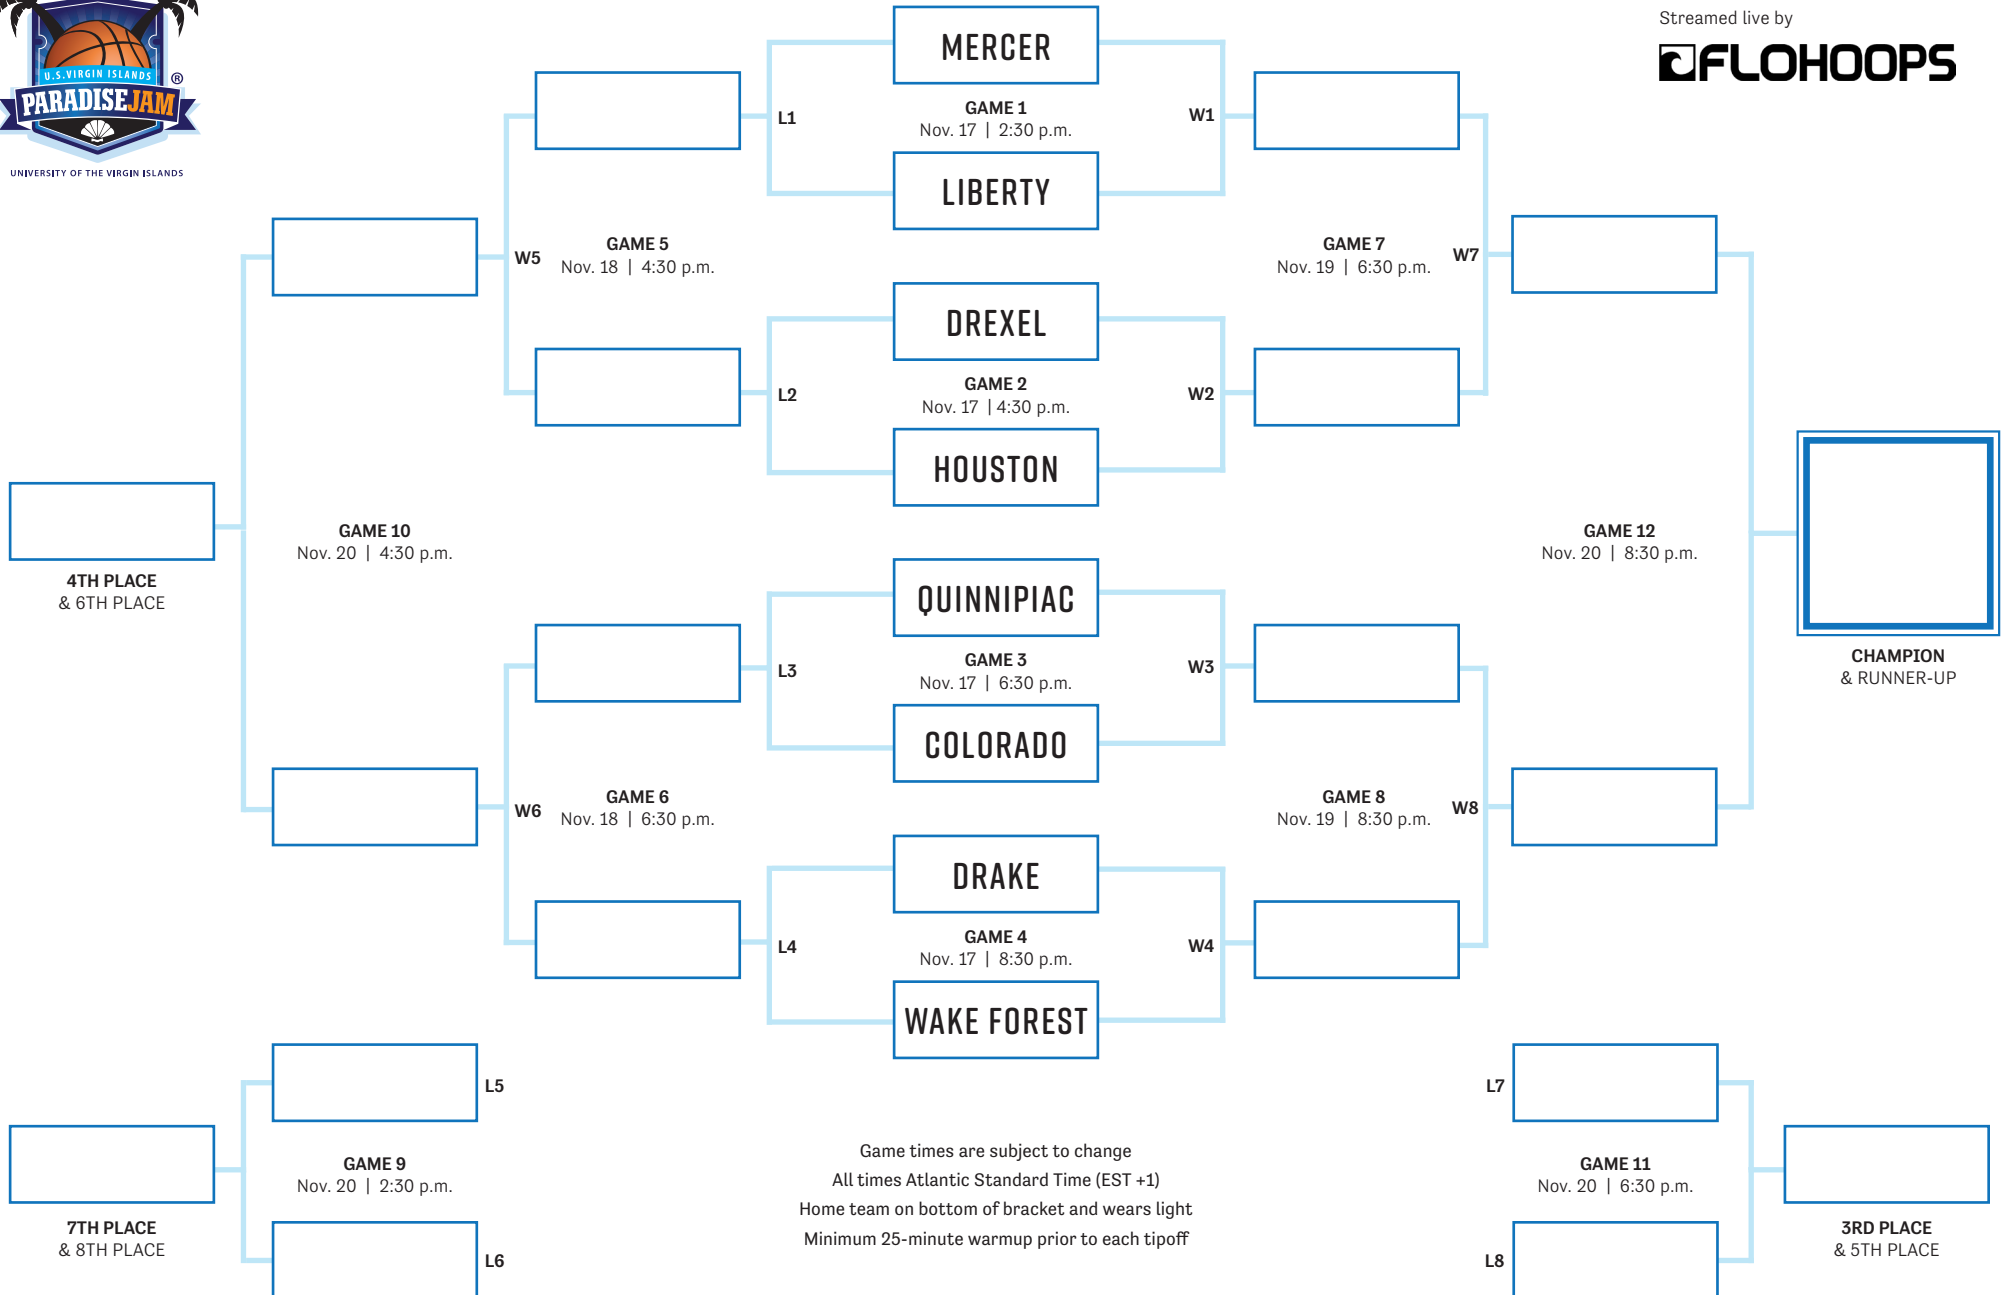 U.S.VIRGIN ISLANDS
®
PARADISE JAM
UNIVERSITY OF THE VIRGIN ISLANDS
Streamed live by
FLOHOOPS
MERCER
GAME 1
Nov. 17 | 2:30 p.m.
LIBERTY
L1
W1
GAME 5
Nov. 18 | 4:30 p.m.
W5
GAME 7
Nov. 19 | 6:30 p.m.
W7
DREXEL
GAME 2
Nov. 17 | 4:30 p.m.
HOUSTON
L2
W2
GAME 10
Nov. 20 | 4:30 p.m.
4TH PLACE
& 6TH PLACE
GAME 12
Nov. 20 | 8:30 p.m.
CHAMPION
& RUNNER-UP
QUINNIPIAC
GAME 3
Nov. 17 | 6:30 p.m.
COLORADO
L3
W3
W6
GAME 6
Nov. 18 | 6:30 p.m.
GAME 8
Nov. 19 | 8:30 p.m.
W8
DRAKE
GAME 4
Nov. 17 | 8:30 p.m.
WAKE FOREST
L4
W4
L5
GAME 9
Nov. 20 | 2:30 p.m.
L6
7TH PLACE
& 8TH PLACE
Game times are subject to change
All times Atlantic Standard Time (EST +1)
Home team on bottom of bracket and wears light
Minimum 25-minute warmup prior to each tipoff
L7
GAME 11
Nov. 20 | 6:30 p.m.
L8
3RD PLACE
& 5TH PLACE